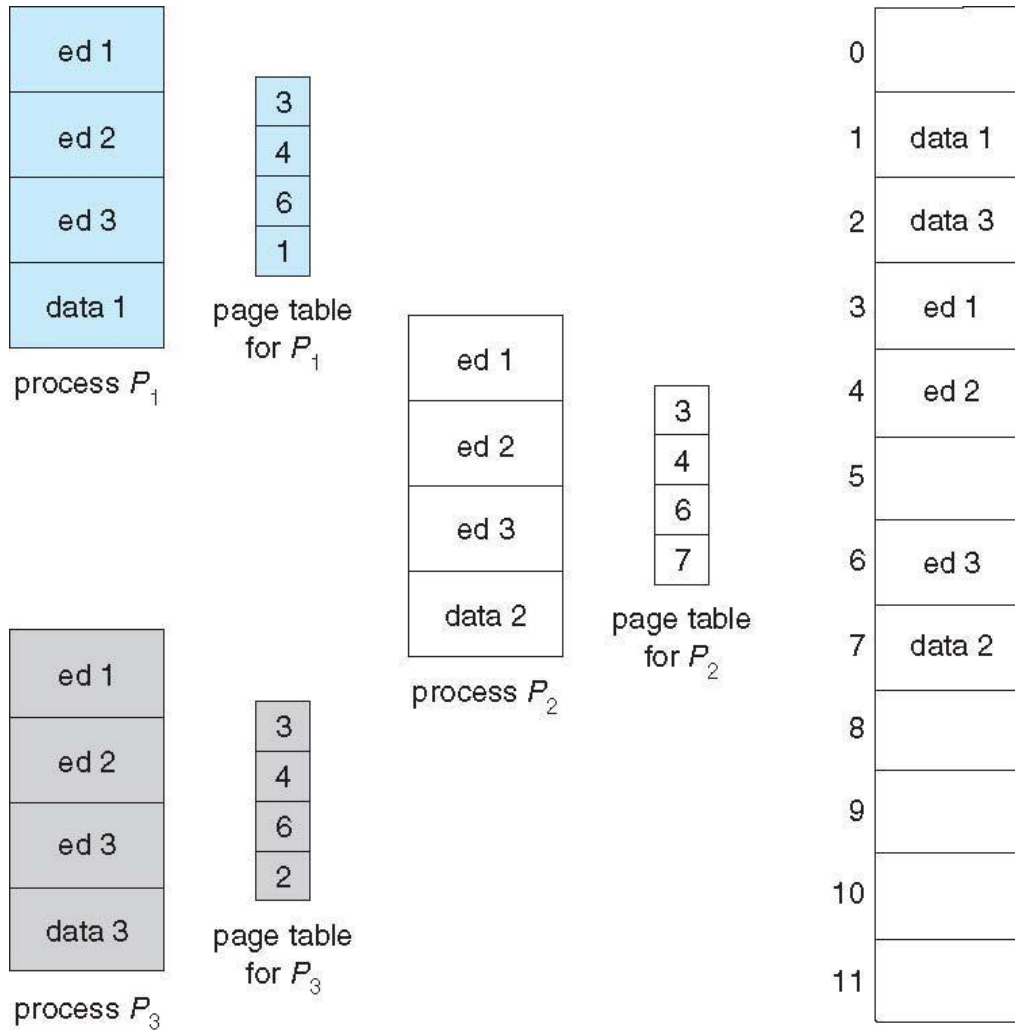 ed 1
ed 2
ed 3
data 1
process P1
3
4
6
1
page table
for P1
ed 1
ed 2
ed 3
data 2
process P2
3
4
6
7
page table
for P2
ed 1
ed 2
ed 3
data 3
process P3
3
4
6
2
page table
for P3
0
1 data 1
2 data 3
3 ed 1
4 ed 2
5
6 ed 3
7 data 2
8
9
10
11